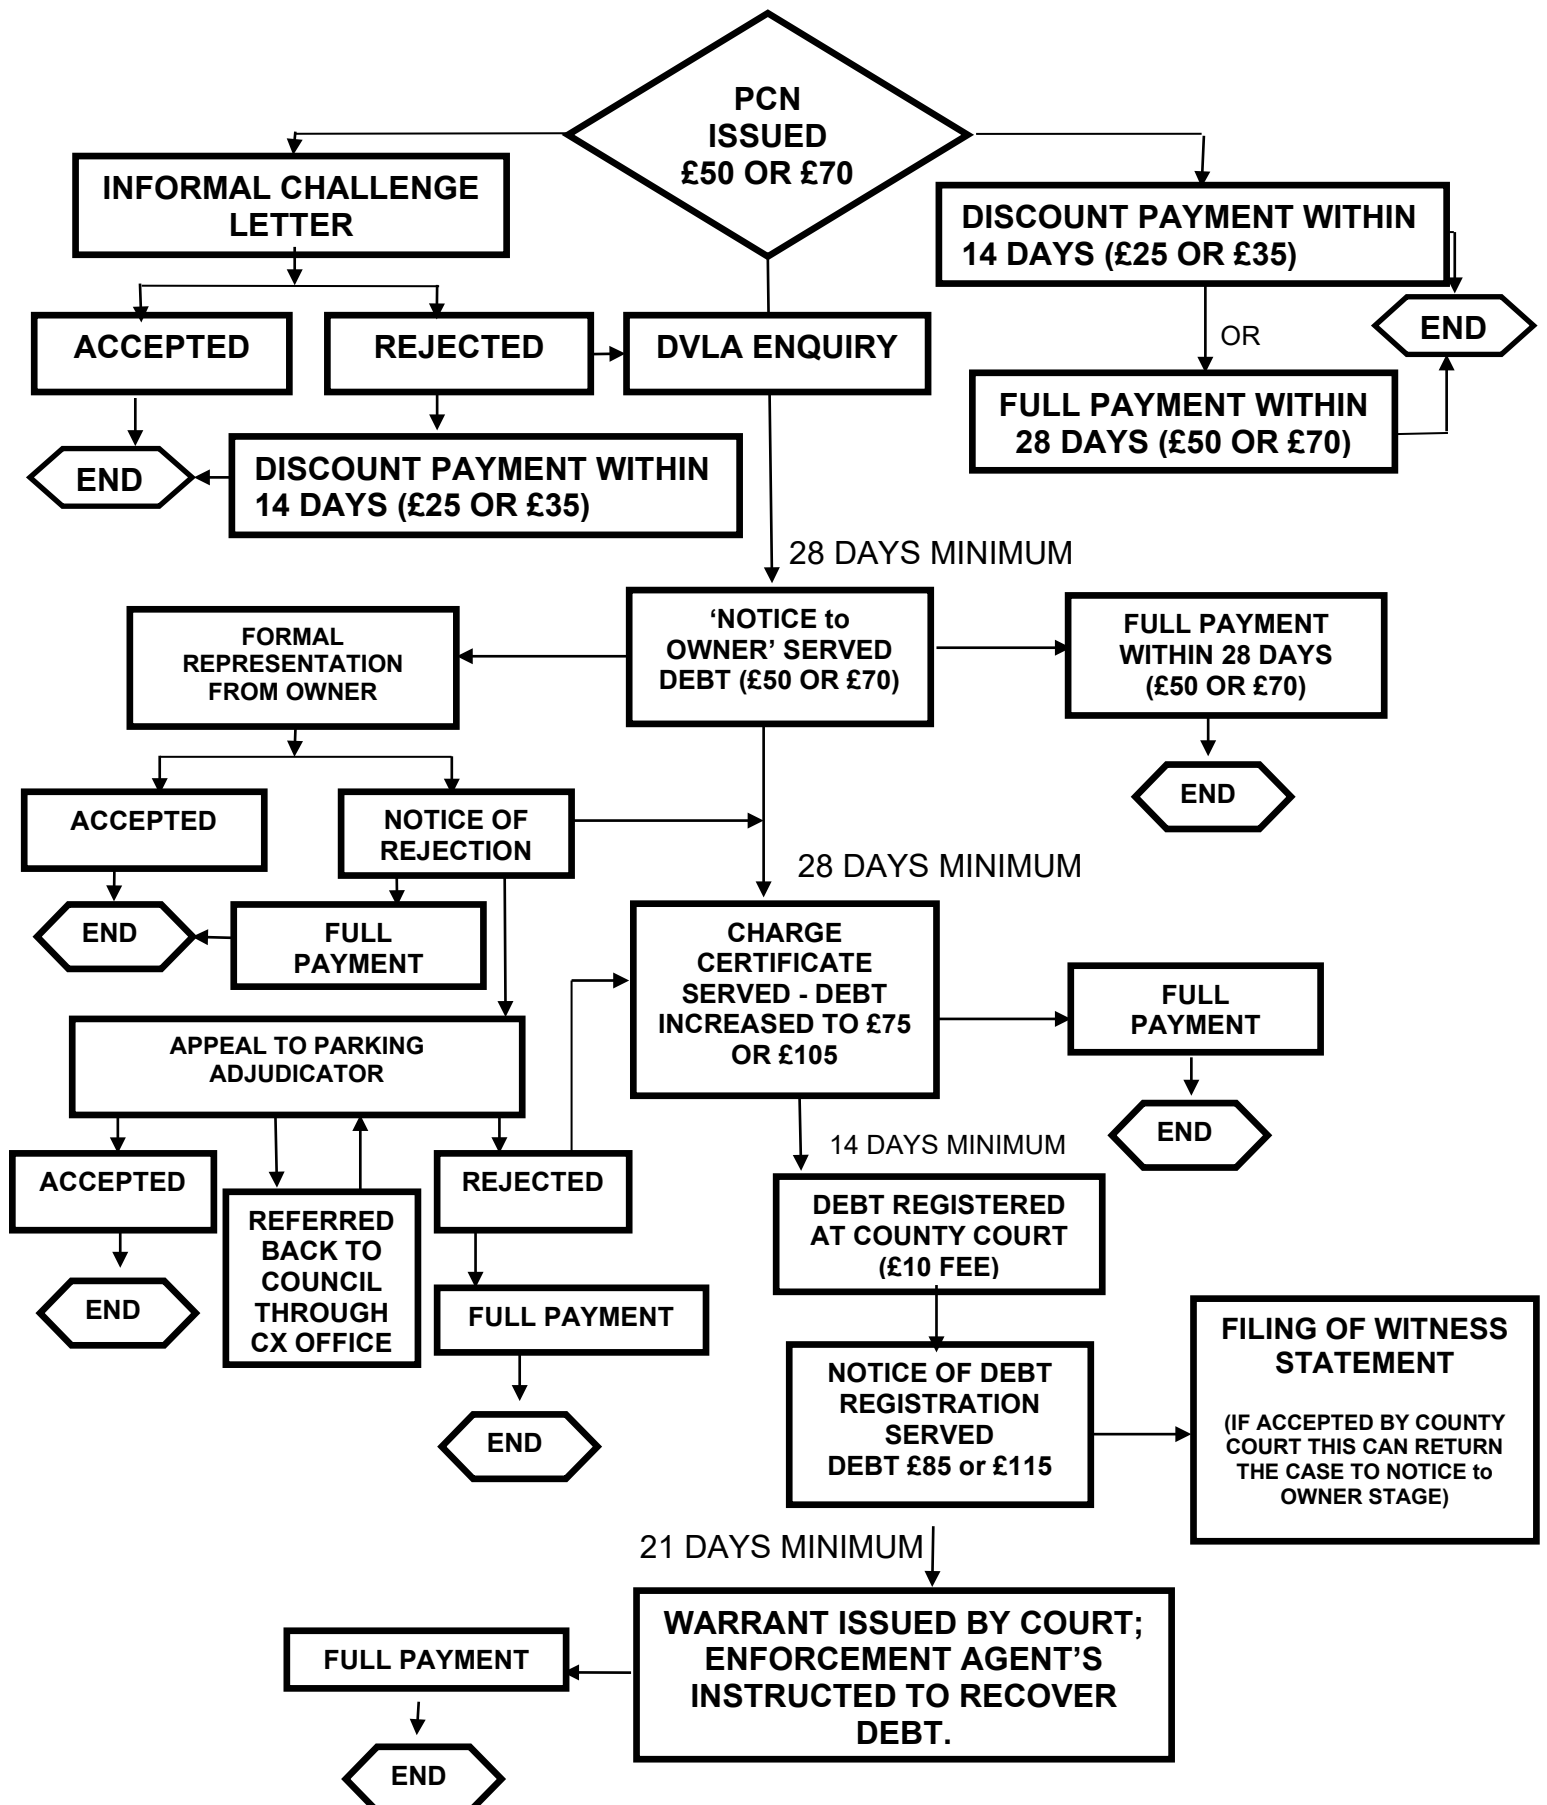 PCN
ISSUED
£50 OR £70
INFORMAL CHALLENGE
LETTER
DISCOUNT PAYMENT WITHIN
14 DAYS (£25 OR £35)
ACCEPTED
REJECTED
DVLA ENQUIRY
OR
END
FULL PAYMENT WITHIN
28 DAYS (£50 OR £70)
END
DISCOUNT PAYMENT WITHIN
14 DAYS (£25 OR £35)
28 DAYS MINIMUM
FORMAL
REPRESENTATION
FROM OWNER
‘NOTICE to
OWNER’ SERVED
DEBT (£50 OR £70)
FULL PAYMENT
WITHIN 28 DAYS
(£50 OR £70)
END
ACCEPTED
NOTICE OF
REJECTION
28 DAYS MINIMUM
END
FULL
PAYMENT
CHARGE
CERTIFICATE
SERVED - DEBT
INCREASED TO £75
OR £105
FULL
PAYMENT
END
APPEAL TO PARKING
ADJUDICATOR
14 DAYS MINIMUM
ACCEPTED
REFERRED
BACK TO
COUNCIL
THROUGH
CX OFFICE
REJECTED
DEBT REGISTERED
AT COUNTY COURT
(£10 FEE)
END
FULL PAYMENT
END
NOTICE OF DEBT
REGISTRATION
SERVED
DEBT £85 or £115
FILING OF WITNESS
STATEMENT
(IF ACCEPTED BY COUNTY
COURT THIS CAN RETURN
THE CASE TO NOTICE to
OWNER STAGE)
21 DAYS MINIMUM
WARRANT ISSUED BY COURT;
ENFORCEMENT AGENT’S
INSTRUCTED TO RECOVER
DEBT.
FULL PAYMENT
END